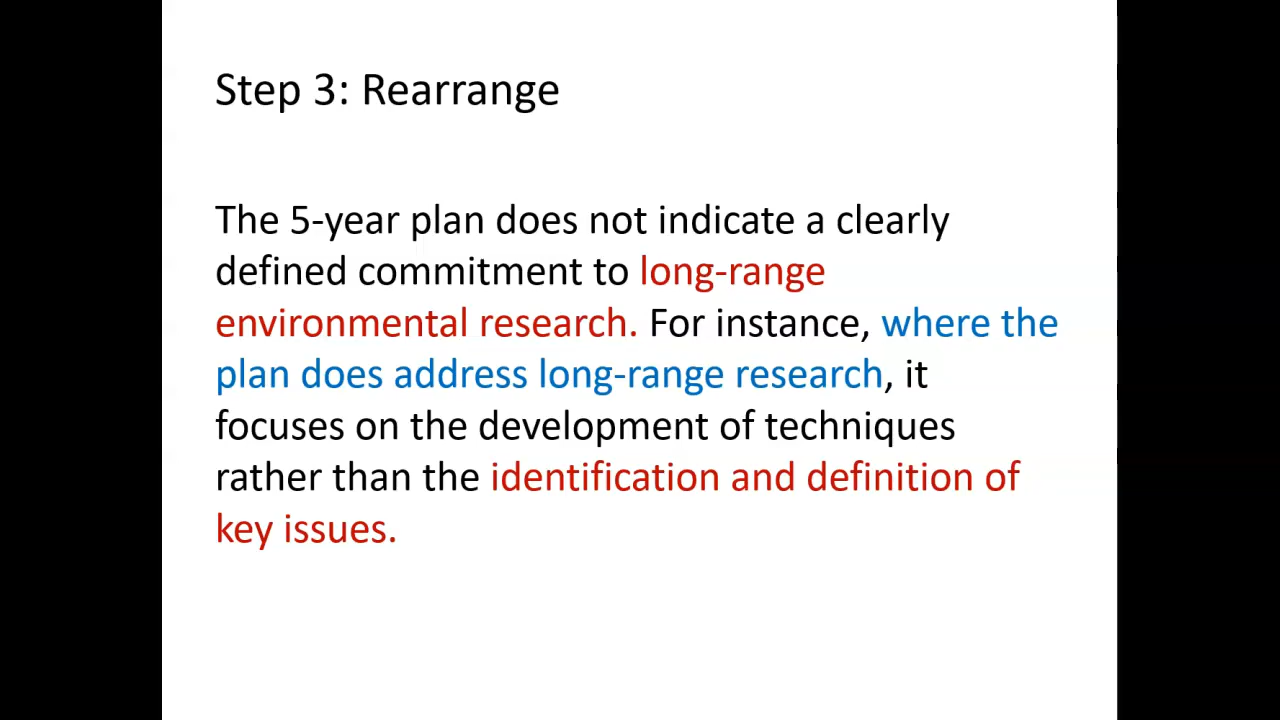 Step 3: Rearrange
The 5-year plan does not indicate a clearly
defined commitment to long-range
environmental research. For instance, where the
plan does address long-range research, it
focuses on the development of techniques
rather than the identification and definition of
key issues.